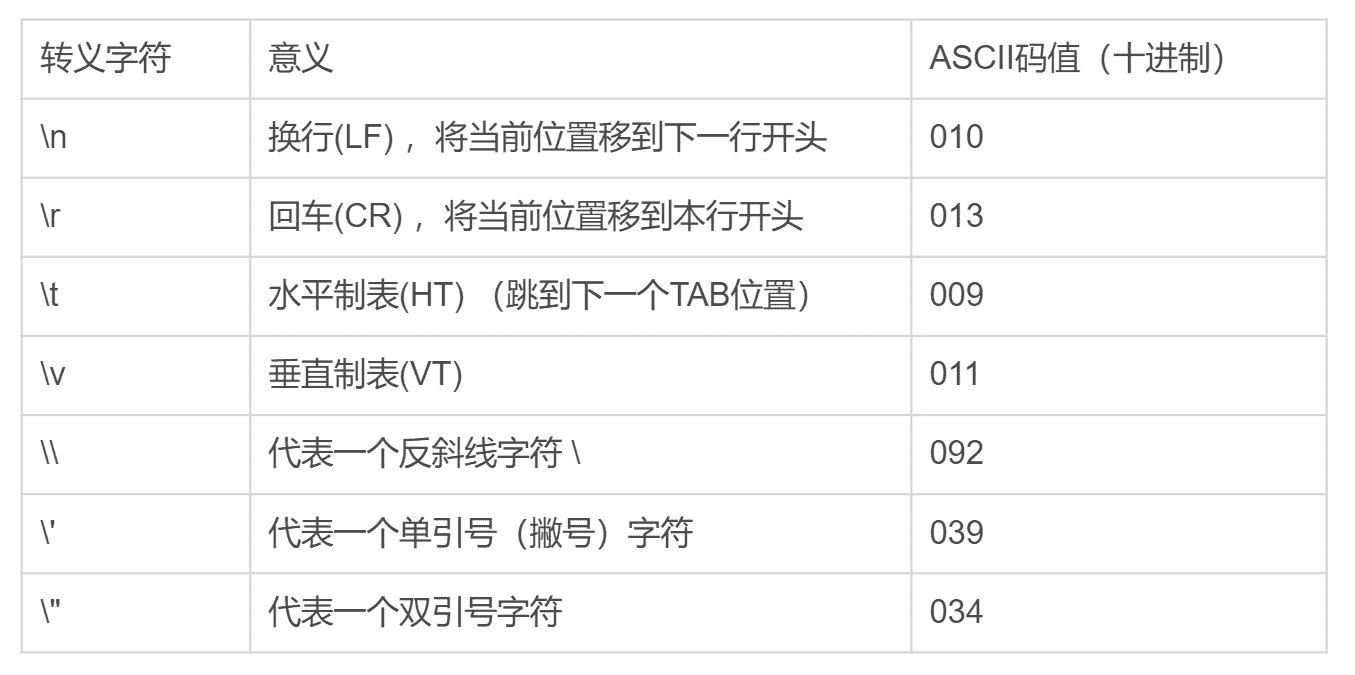 转义字符 意义 ASCII码值（十进制）
\n 换行(LF) ，将当前位置移到下一行开头 010
\r 回车(CR) ，将当前位置移到本行开头 013
\t 水平制表(HT) （跳到下一个TAB位置） 009
\v 垂直制表(VT) 011
\\ 代表一个反斜线字符 \ 092
\' 代表一个单引号（撇号）字符 039
\" 代表一个双引号字符 034